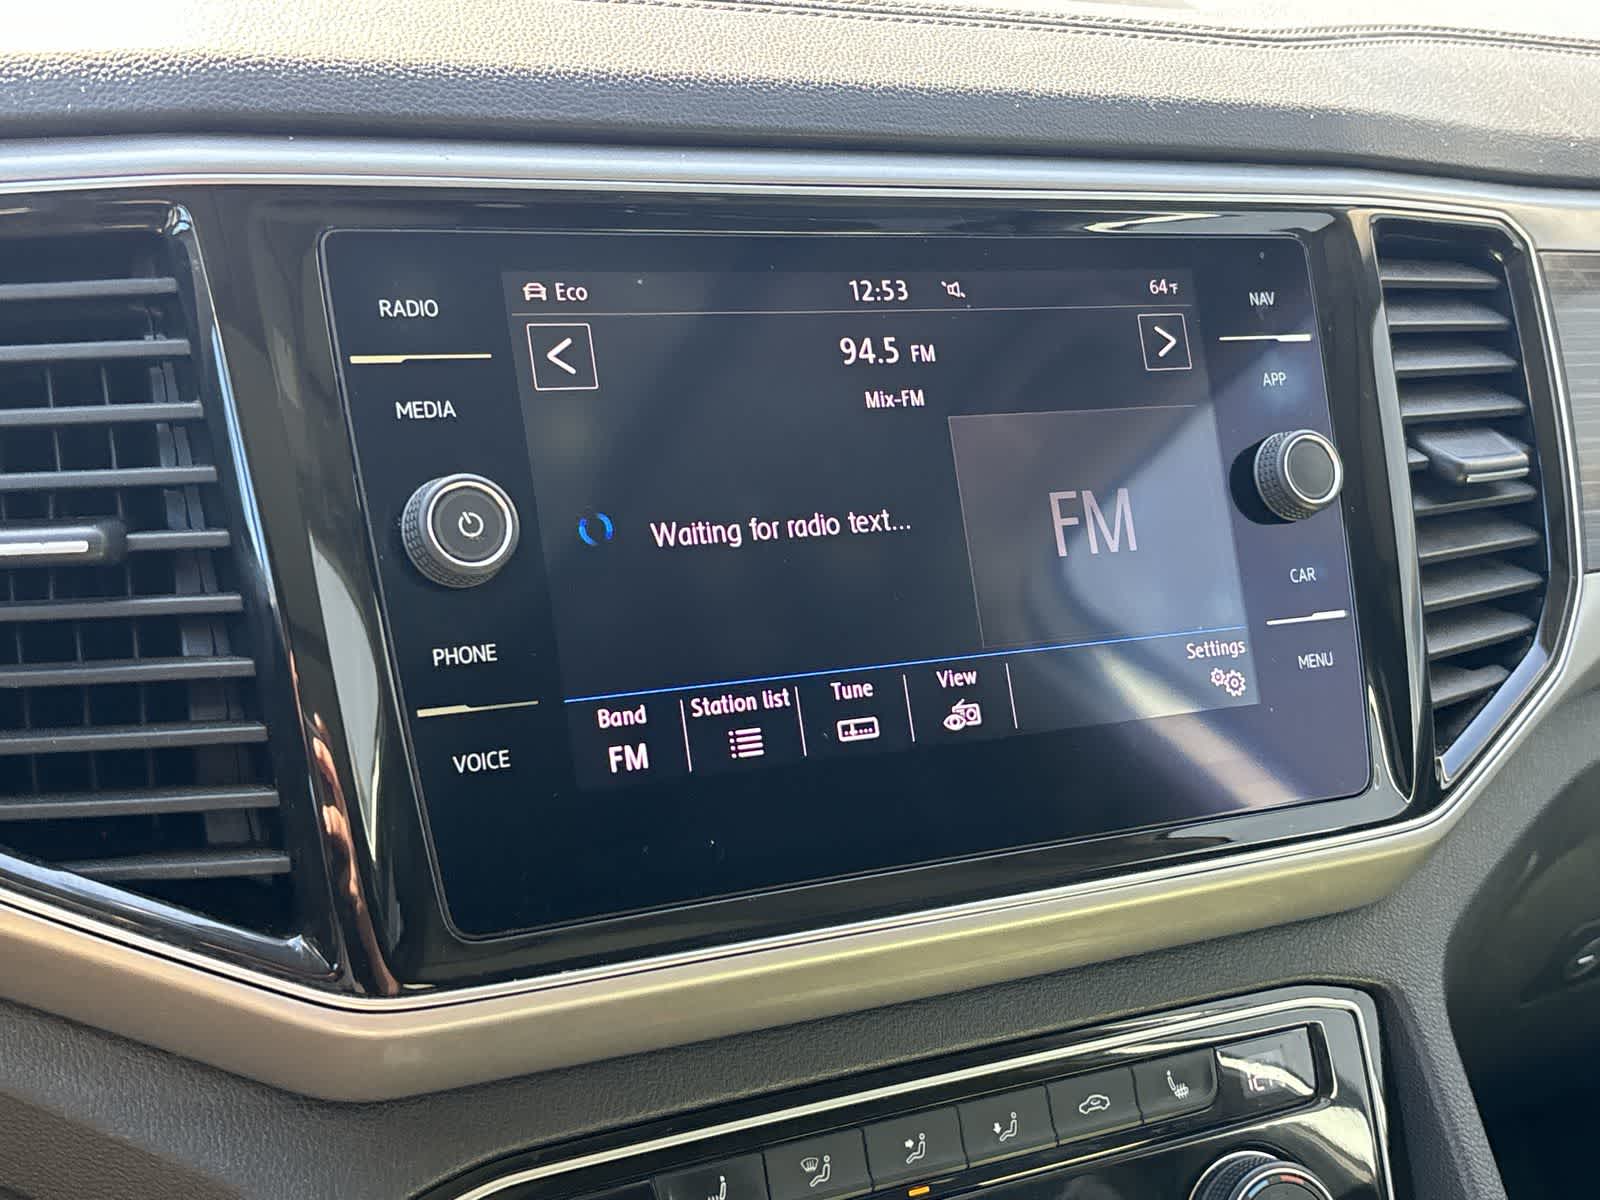 Eco 12:53 64°F
RADIO
NAV
94.5 FM
APP
Mix-FM
MEDIA
Waiting for radio text...
FM
CAR
PHONE
Settings
MENU
Band
Station list
Tune
View
FM
VOICE